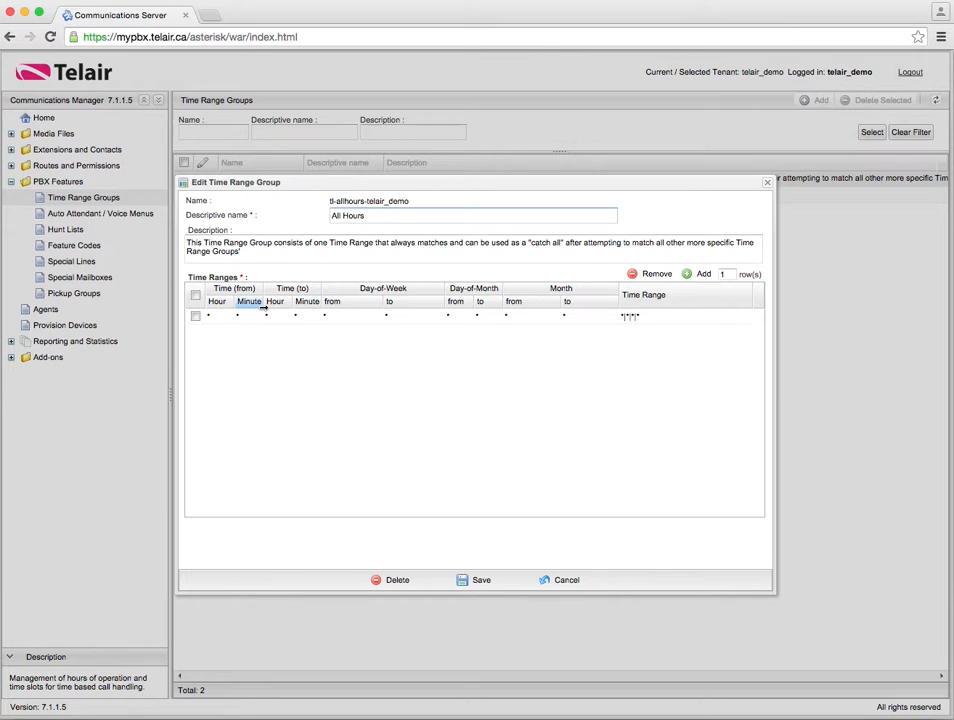 Communications Server
https://mypbx.telair.ca/asterisk/war/index.html
Telair
Current / Selected Tenant: telair_demo Logged in: telair_demo Logout
Communications Manager 7.1.1.5
Home
Media Files
Extensions and Contacts
Routes and Permissions
PBX Features
Time Range Groups
Auto Attendant / Voice Menus
Hunt Lists
Feature Codes
Special Lines
Special Mailboxes
Pickup Groups
Agents
Provision Devices
Reporting and Statistics
Add-ons
Description
Management of hours of operation and
time slots for time based call handling.
Version: 7.1.1.5
Time Range Groups
Add Delete Selected
Name : Descriptive name : Description :
Select Clear Filter
Name Descriptive name Description
r attempting to match all other more specific Tim
Edit Time Range Group
Name : tl-allhours-telair_demo
Descriptive name * : All Hours
Description :
This Time Range Group consists of one Time Range that always matches and can be used as a "catch all" after attempting to match all other more specific Time
Range Groups'
Remove Add 1 row(s)
Time Ranges * :
Time (from) Time (to) Day-of-Week Day-of-Month Month Time Range
Hour Minute Hour Minute from to from to from to
* * * * * * * * * * *|*|*|*
Delete Save Cancel
Total: 2
All rights reserved